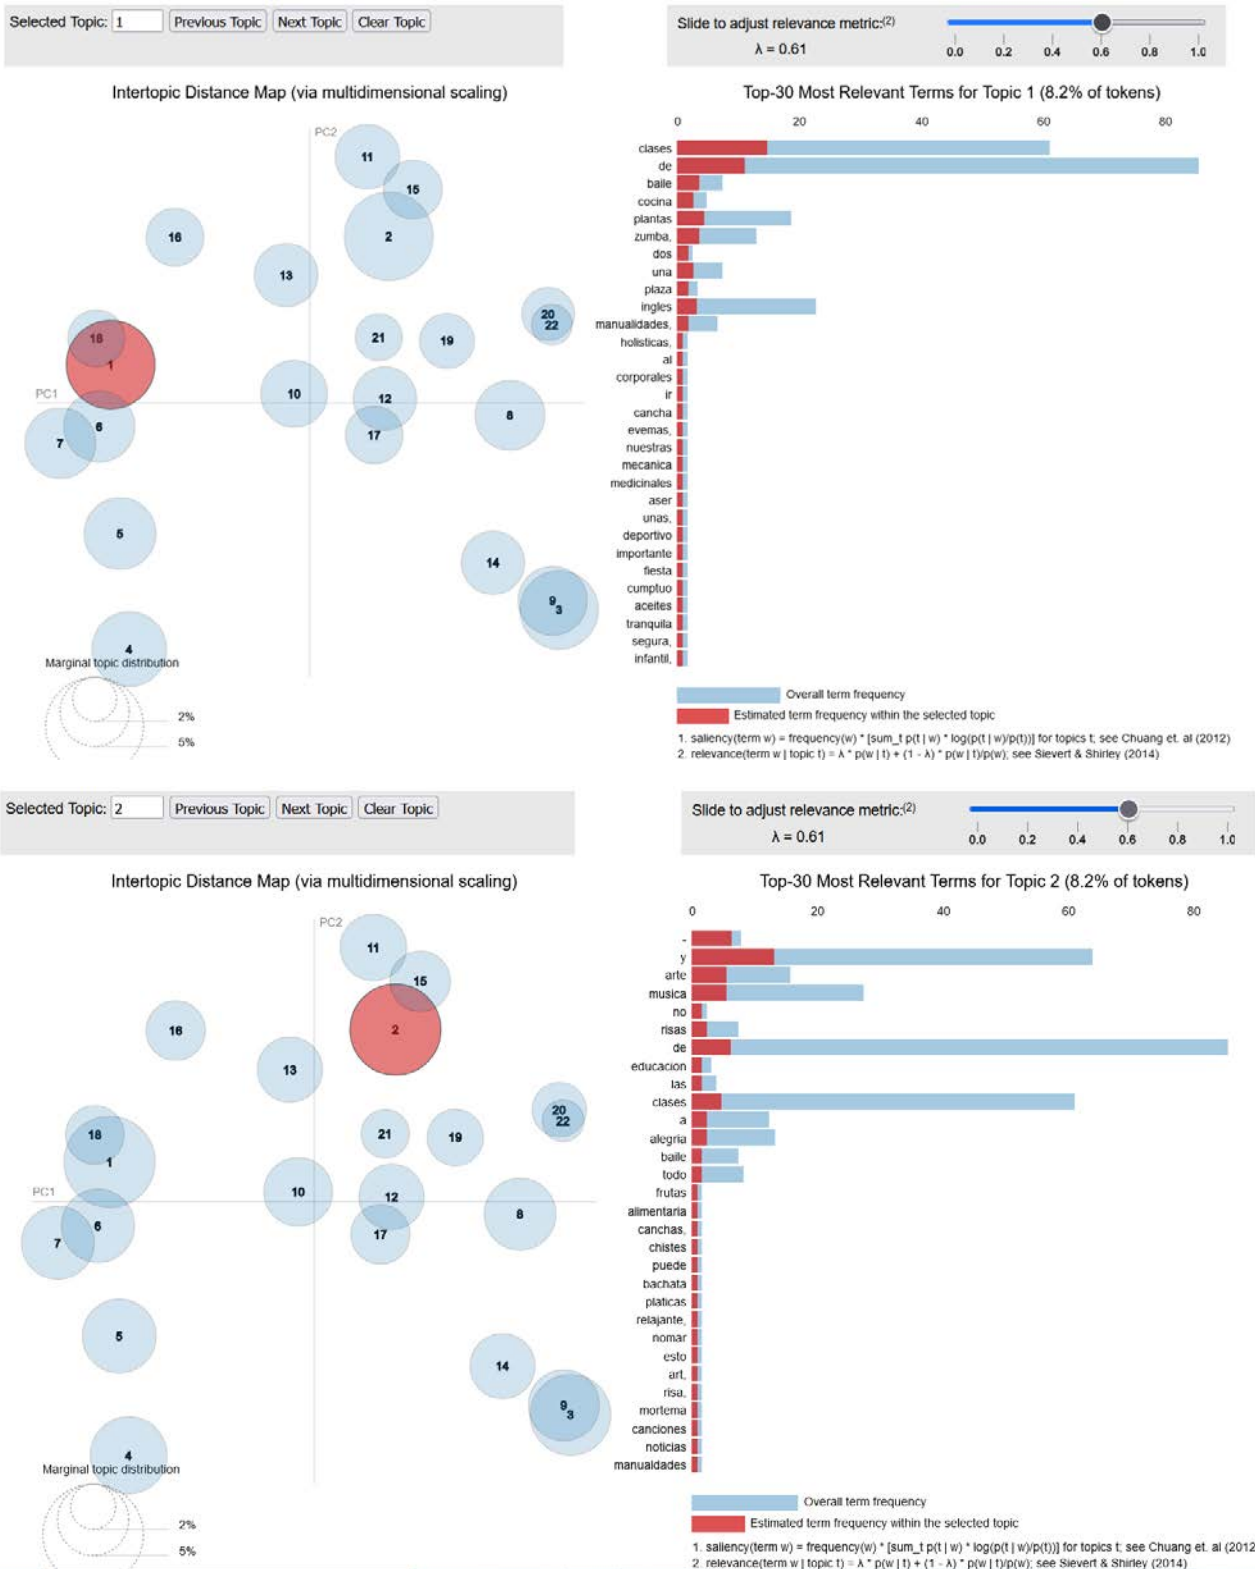 Selected Topic: 1 Previous Topic Next Topic Clear Topic
Slide to adjust relevance metric:(2)
λ = 0.61
0.0 0.2 0.4 0.6 0.8 1.0
Intertopic Distance Map (via multidimensional scaling)
PC2
11
15
2
16
13
20
22
21
19
18
1
PC1
10
12
8
6
7
17
5
14
9
3
4
Marginal topic distribution
2%
5%
Top-30 Most Relevant Terms for Topic 1 (8.2% of tokens)
0 20 40 60 80
clases
de
baile
cocina
plantas
zumba,
dos
una
plaza
ingles
manualidades,
holisticas,
al
corporales
ir
cancha
evemas,
nuestras
mecanica
medicinales
aser
unas,
deportivo
importante
fiesta
cumptuo
aceites
tranquila
segura,
infantil,
Overall term frequency
Estimated term frequency within the selected topic
1. saliency(term w) = frequency(w) * [sum_t p(t | w) * log(p(t | w)/p(t))] for topics t; see Chuang et. al (2012)
2. relevance(term w | topic t) = λ * p(w | t) + (1 - λ) * p(w | t)/p(w); see Sievert & Shirley (2014)
Selected Topic: 2 Previous Topic Next Topic Clear Topic
Slide to adjust relevance metric:(2)
λ = 0.61
0.0 0.2 0.4 0.6 0.8 1.0
Intertopic Distance Map (via multidimensional scaling)
PC2
11
15
2
16
13
20
22
21
19
18
1
PC1
10
12
8
6
7
17
5
14
9
3
4
Marginal topic distribution
2%
5%
Top-30 Most Relevant Terms for Topic 2 (8.2% of tokens)
0 20 40 60 80
-
y
arte
musica
no
risas
de
educacion
las
clases
a
alegria
baile
todo
frutas
alimentaria
canchas,
chistes
puede
bachata
platicas
relajante,
nomar
esto
art,
risa,
mortema
canciones
noticias
manualdades
Overall term frequency
Estimated term frequency within the selected topic
1. saliency(term w) = frequency(w) * [sum_t p(t | w) * log(p(t | w)/p(t))] for topics t; see Chuang et. al (2012
2. relevance(term w | topic t) = λ * p(w | t) + (1 - λ) * p(w | t)/p(w); see Sievert & Shirley (2014)